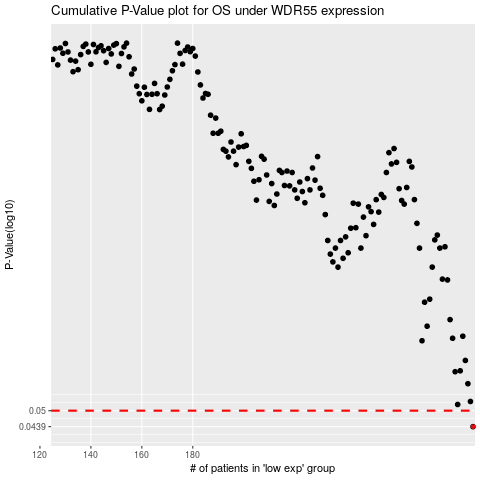 Cumulative P-Value plot for OS under WDR55 expression
P-Value(log10)
0.05
0.0439
120 140 160 180
# of patients in 'low exp' group